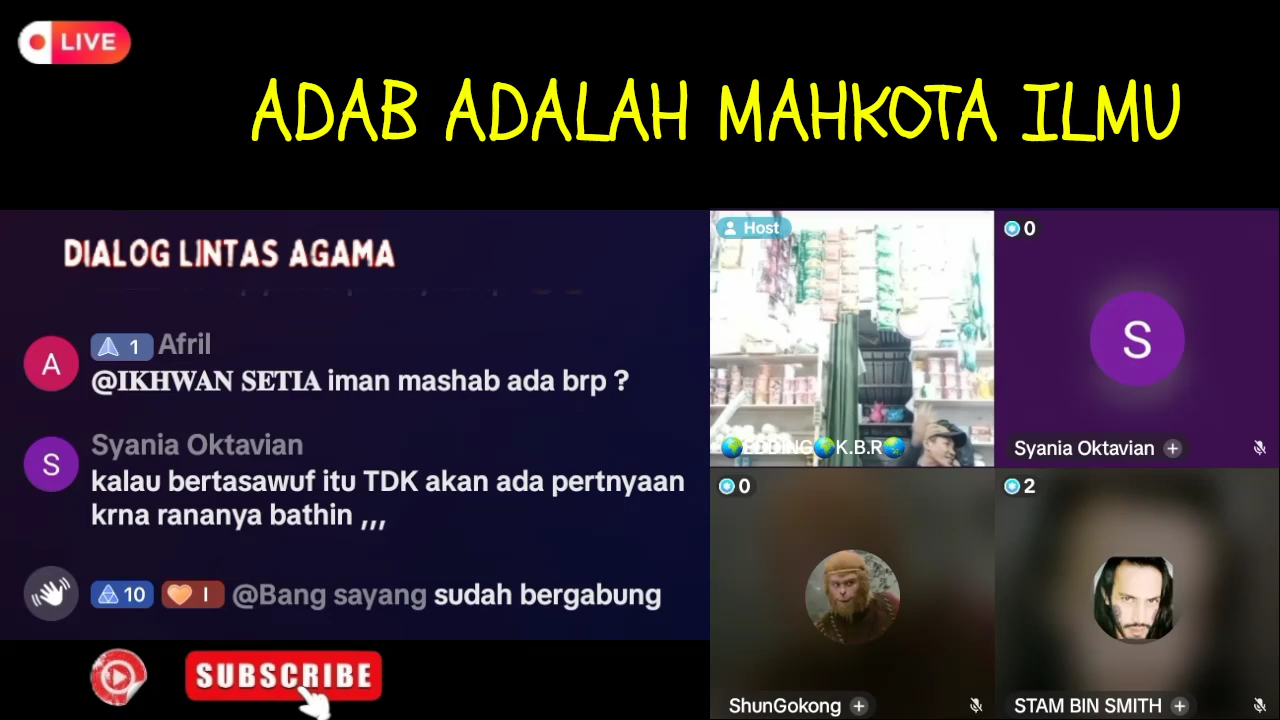 LIVE
ADAB ADALAH MAHKOTA ILMU
DIALOG LINTAS AGAMA
A
1 Afril
@IKHWAN SETIA iman mashab ada brp ?
S
Syania Oktavian
kalau bertasawuf itu TDK akan ada pertnyaan
krna rananya bathin ,,,
10 I @Bang sayang sudah bergabung
SUBSCRIBE
Host
K.B.R
0
S
Syania Oktavian +
0
ShunGokong +
2
STAM BIN SMITH +